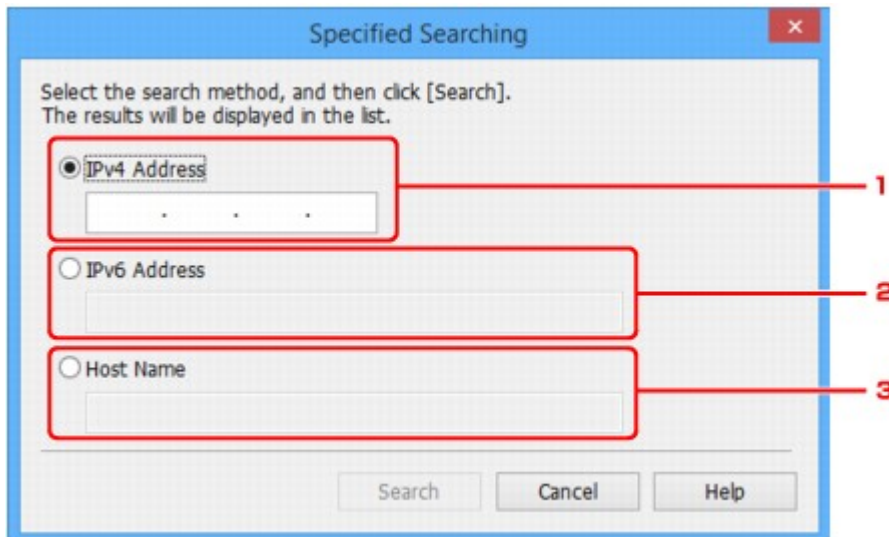 Specified Searching
Select the search method, and then click [Search].
The results will be displayed in the list.
IPv4 Address
1
. . .
IPv6 Address
2
Host Name
3
Search Cancel Help